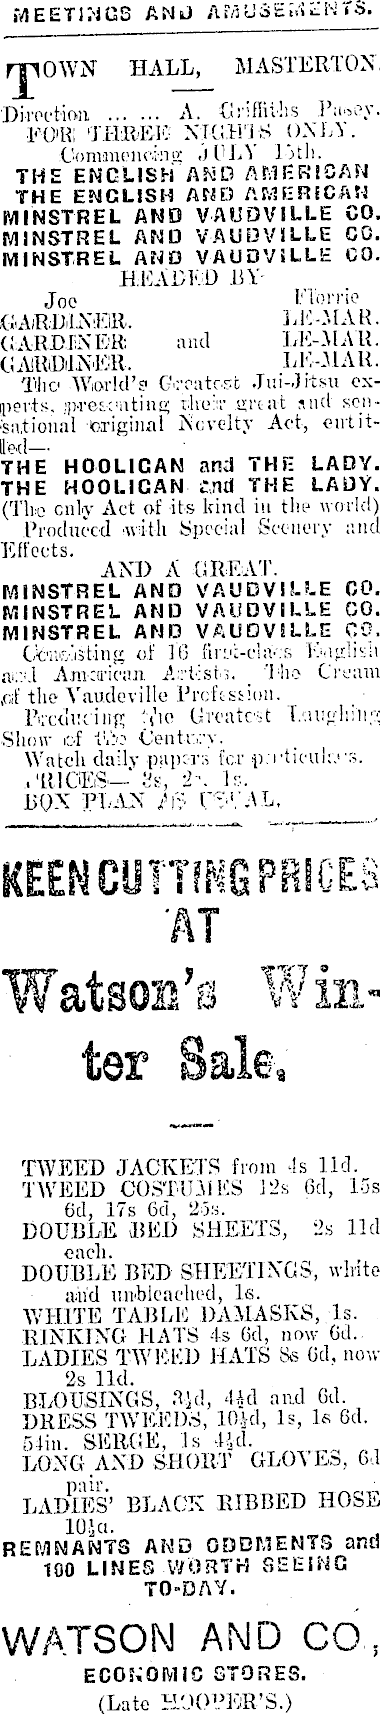 MEETINGS AND AMUSEMENTS.
TOWN HALL, MASTERTON.
Direction ... ... A. Griffiths Pasey.
FOR THREE NIGHTS ONLY.
Commencing JULY 15th.
THE ENGLISH AND AMERICAN
THE ENGLISH AND AMERICAN
MINSTREL AND VAUDVILLE CO.
MINSTREL AND VAUDVILLE CO.
MINSTREL AND VAUDVILLE CO.
HEADED BY
Joe Florrie
GARDINER. LE-MAR.
GARDINER and LE-MAR.
GARDINER. LE-MAR.
The World's Greatest Jui-Jitsu ex-
perts, presenting their great and sen-
sational original Novelty Act, entit-
led—
THE HOOLIGAN and THE LADY.
THE HOOLIGAN and THE LADY.
(The only Act of its kind in the world)
Produced with Special Scenery and
Effects.
AND A GREAT.
MINSTREL AND VAUDVILLE CO.
MINSTREL AND VAUDVILLE CO.
MINSTREL AND VAUDVILLE CO.
Consisting of 16 first-class English
and American Artists. The Cream
of the Vaudeville Profession.
Producing the Greatest Laughing
Show of the Century.
Watch daily papers for particulars.
PRICES— 3s, 2s, 1s.
BOX PLAN AS USUAL.
KEEN CUTTING PRICES
AT
Watson's Win-
ter Sale.
TWEED JACKETS from 4s 11d.
TWEED COSTUMES 12s 6d, 15s
6d, 17s 6d, 25s.
DOUBLE BED SHEETS, 2s 11d
each.
DOUBLE BED SHEETINGS, white
and unbleached, 1s.
WHITE TABLE DAMASKS, 1s.
RINKING HATS 4s 6d, now 6d.
LADIES TWEED HATS 8s 6d, now
2s 11d.
BLOUSINGS, 3½d, 4½d and 6d.
DRESS TWEEDS, 10½d, 1s, 1s 6d.
54in. SERGE, 1s 4½d.
LONG AND SHORT GLOVES, 6d
pair.
LADIES' BLACK RIBBED HOSE
10½d.
REMNANTS AND ODDMENTS and
100 LINES WORTH SEEING
TO-DAY.
WATSON AND CO.,
ECONOMIC STORES.
(Late HOOPER'S.)